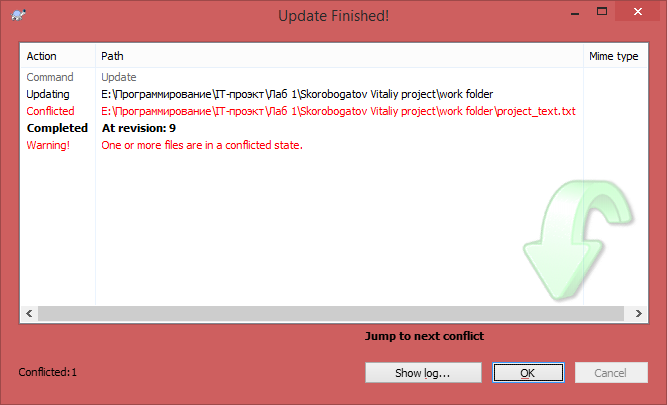 Update Finished!
Action Path Mime type
Command Update
Updating E:\Программирование\IT-проэкт\Лаб 1\Skorobogatov Vitaliy project\work folder
Conflicted E:\Программирование\IT-проэкт\Лаб 1\Skorobogatov Vitaliy project\work folder\project_text.txt
Completed At revision: 9
Warning! One or more files are in a conflicted state.
Jump to next conflict
Conflicted:1 Show log... OK Cancel